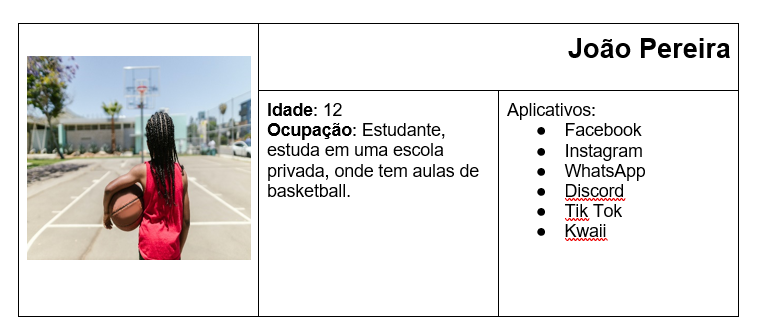 João Pereira
Idade: 12
Ocupação: Estudante,
estuda em uma escola
privada, onde tem aulas de
basketball.
Aplicativos:
● Facebook
● Instagram
● WhatsApp
● Discord
● Tik Tok
● Kwaii